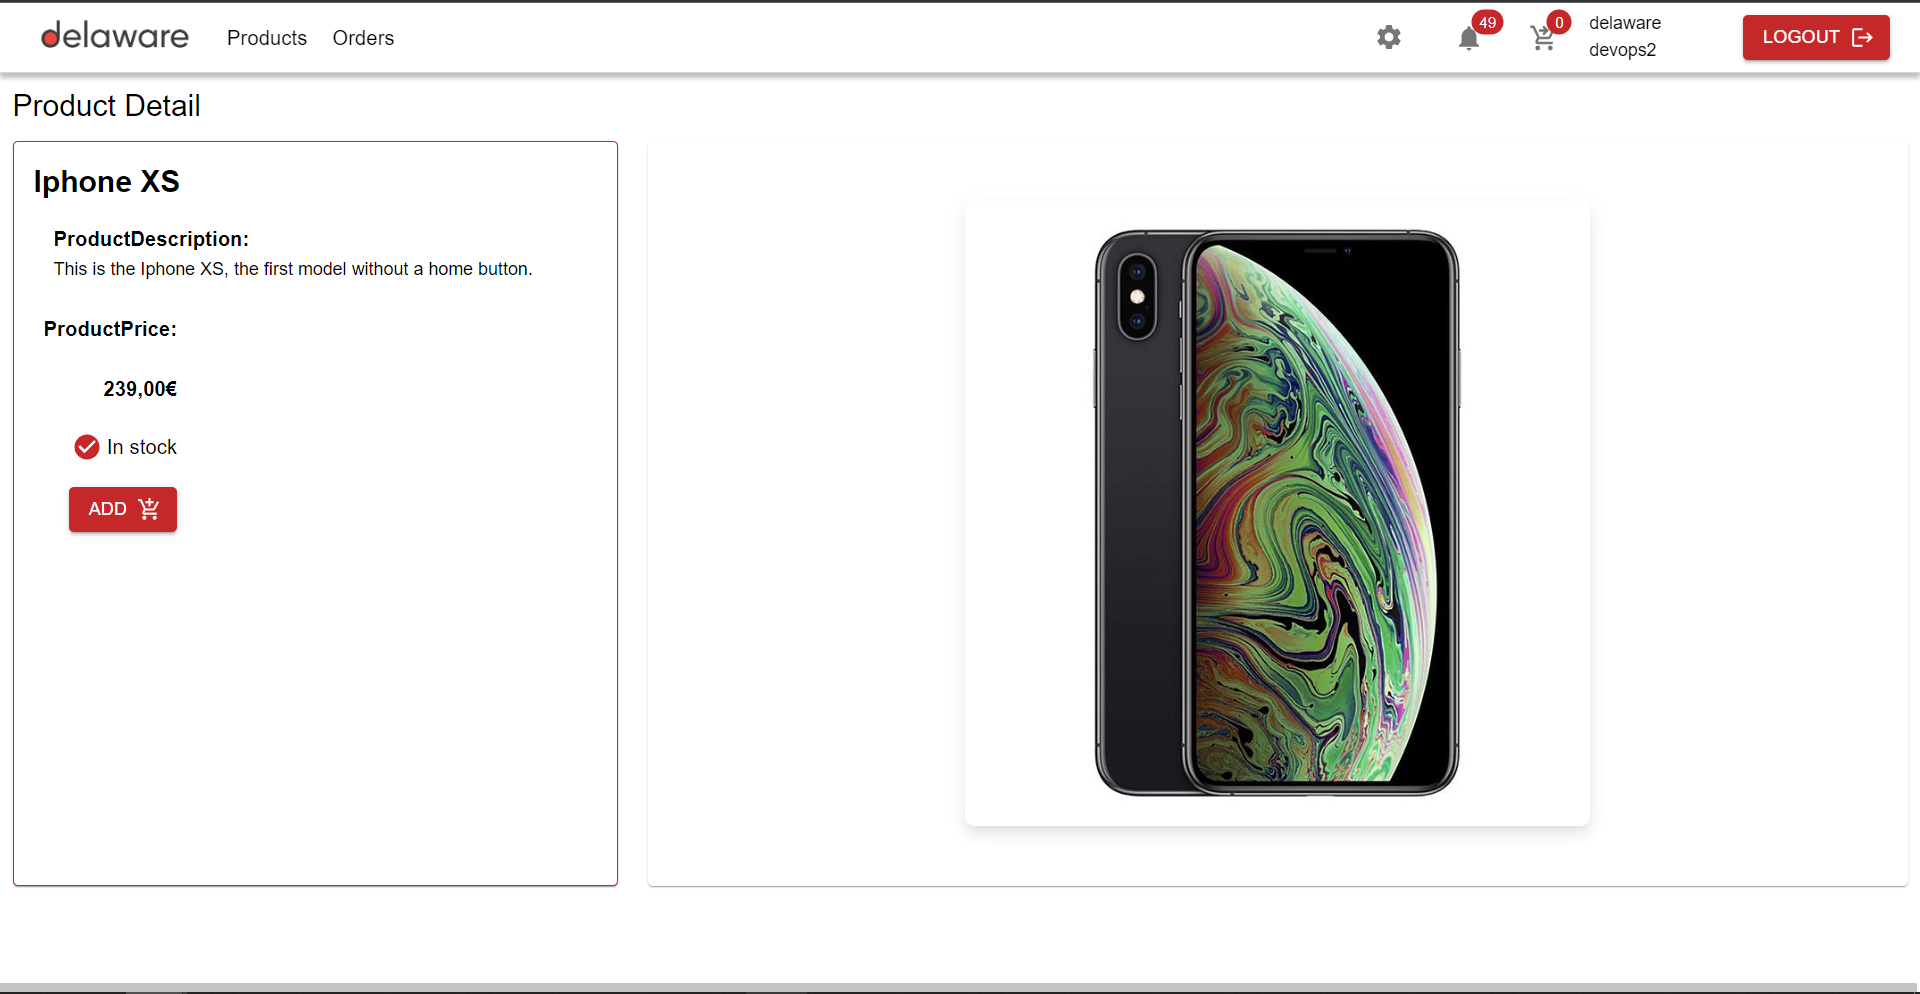 delaware
Products
Orders
49
0
delaware
devops2
LOGOUT
Product Detail
Iphone XS
ProductDescription:
This is the Iphone XS, the first model without a home button.
ProductPrice:
239,00€
In stock
ADD